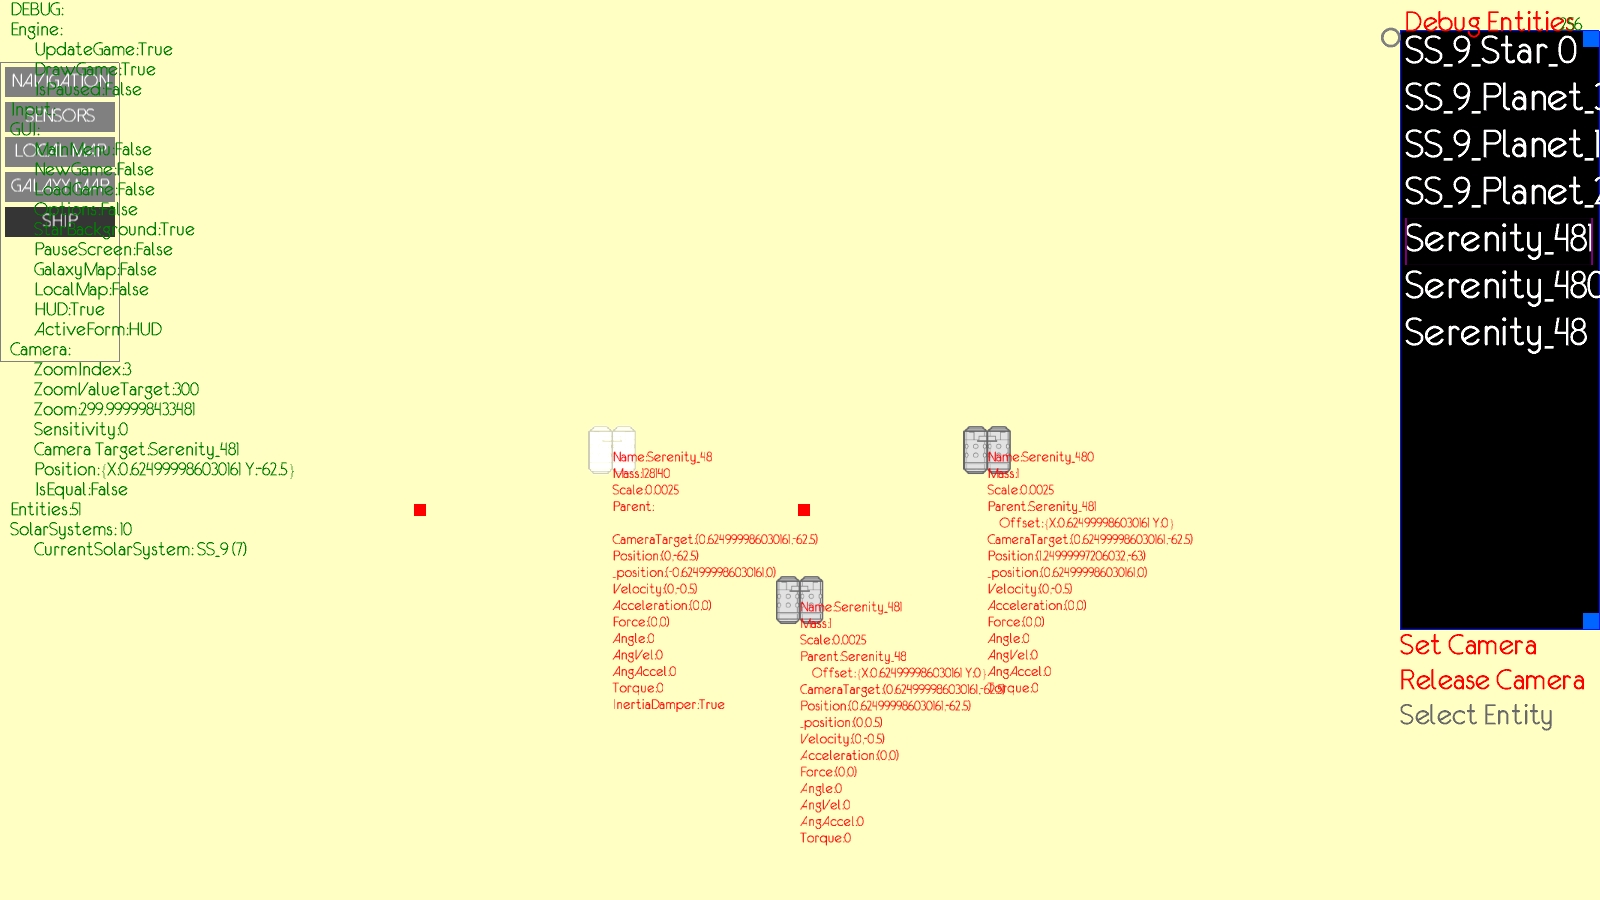 DEBUG:
Engine:
UpdateGame:True
DrawGame:True
IsPaused:False
Input
GUI:
MainMenu:False
NewGame:False
LoadGame:False
Options:False
StarBackground:True
PauseScreen:False
GalaxyMap:False
LocalMap:False
HUD:True
ActiveForm:HUD
Camera:
ZoomIndex:3
ZoomValueTarget:300
Zoom:299.999998433481
Sensitivity:0
Camera Target:Serenity_481
Position:{X:0.624999986030161 Y:-62.5}
IsEqual:False
Entities:51
SolarSystems: 10
CurrentSolarSystem: SS_9 (7)
NAVIGATION
SENSORS
LOCAL MAP
GALAXY MAP
SHIP
Name:Serenity_48
Mass:128140
Scale:0.0025
Parent:
CameraTarget:(0.624999986030161,-62.5)
Position:(0,-62.5)
_position:(-0.624999986030161,0)
Velocity:(0,-0.5)
Acceleration:(0,0)
Force:(0,0)
Angle:0
AngVel:0
AngAccel:0
Torque:0
InertiaDamper:True
Name:Serenity_481
Mass:1
Scale:0.0025
Parent:Serenity_48
Offset:{X:0.624999986030161 Y:0}
CameraTarget:(0.624999986030161,-62.5)
Position:(0.624999986030161,-62.5)
_position:(0,0.5)
Velocity:(0,-0.5)
Acceleration:(0,0)
Force:(0,0)
Angle:0
AngVel:0
AngAccel:0
Torque:0
Name:Serenity_480
Mass:1
Scale:0.0025
Parent:Serenity_481
Offset:{X:0.624999986030161 Y:0}
CameraTarget:(0.624999986030161,-62.5)
Position:(1.24999997206032,-63)
_position:(0.624999986030161,0)
Velocity:(0,-0.5)
Acceleration:(0,0)
Force:(0,0)
Angle:0
AngVel:0
AngAccel:0
Torque:0
Debug Entities
SS_9_Star_0
SS_9_Planet_3
SS_9_Planet_1
SS_9_Planet_2
Serenity_481
Serenity_480
Serenity_48
Set Camera
Release Camera
Select Entity